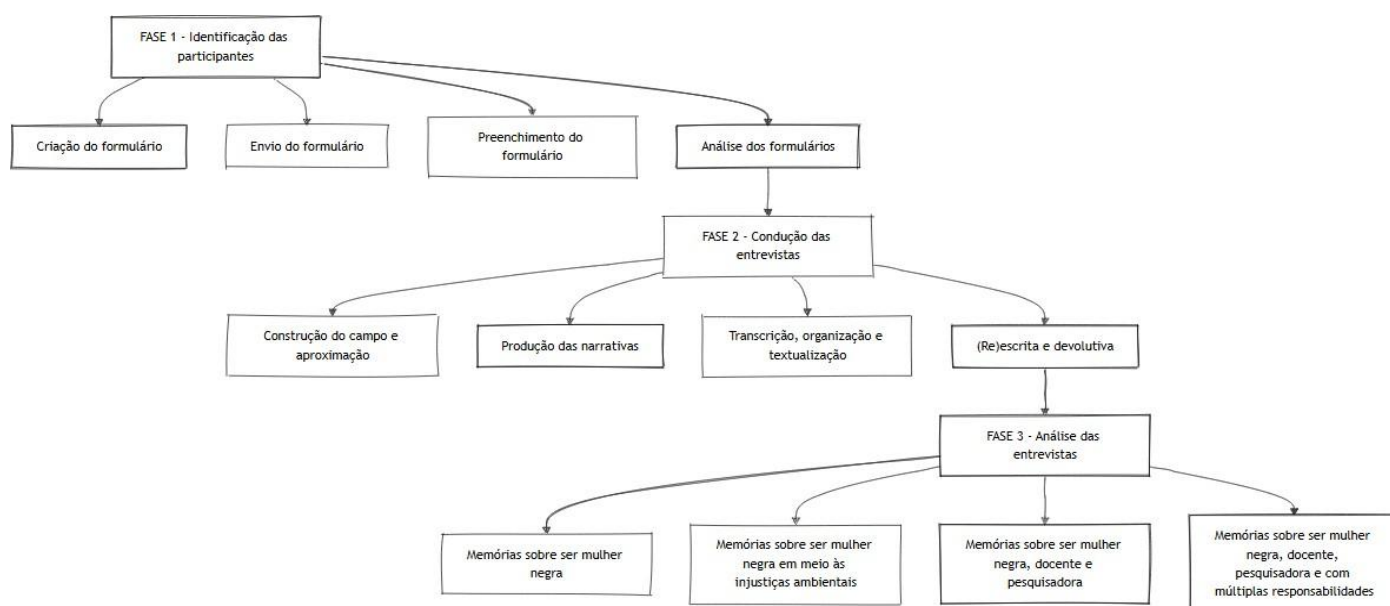 FASE 1 - Identificação das
participantes
Criação do formulário
Envio do formulário
Preenchimento do
formulário
Análise dos formulários
FASE 2 - Condução das
entrevistas
Construção do campo e
aproximação
Produção das narrativas
Transcrição, organização e
textualização
(Re)escrita e devolutiva
FASE 3 - Análise das
entrevistas
Memórias sobre ser mulher
negra
Memórias sobre ser mulher
negra em meio às
injustiças ambientais
Memórias sobre ser mulher
negra, docente e
pesquisadora
Memórias sobre ser mulher
negra, docente,
pesquisadora e com
múltiplas responsabilidades